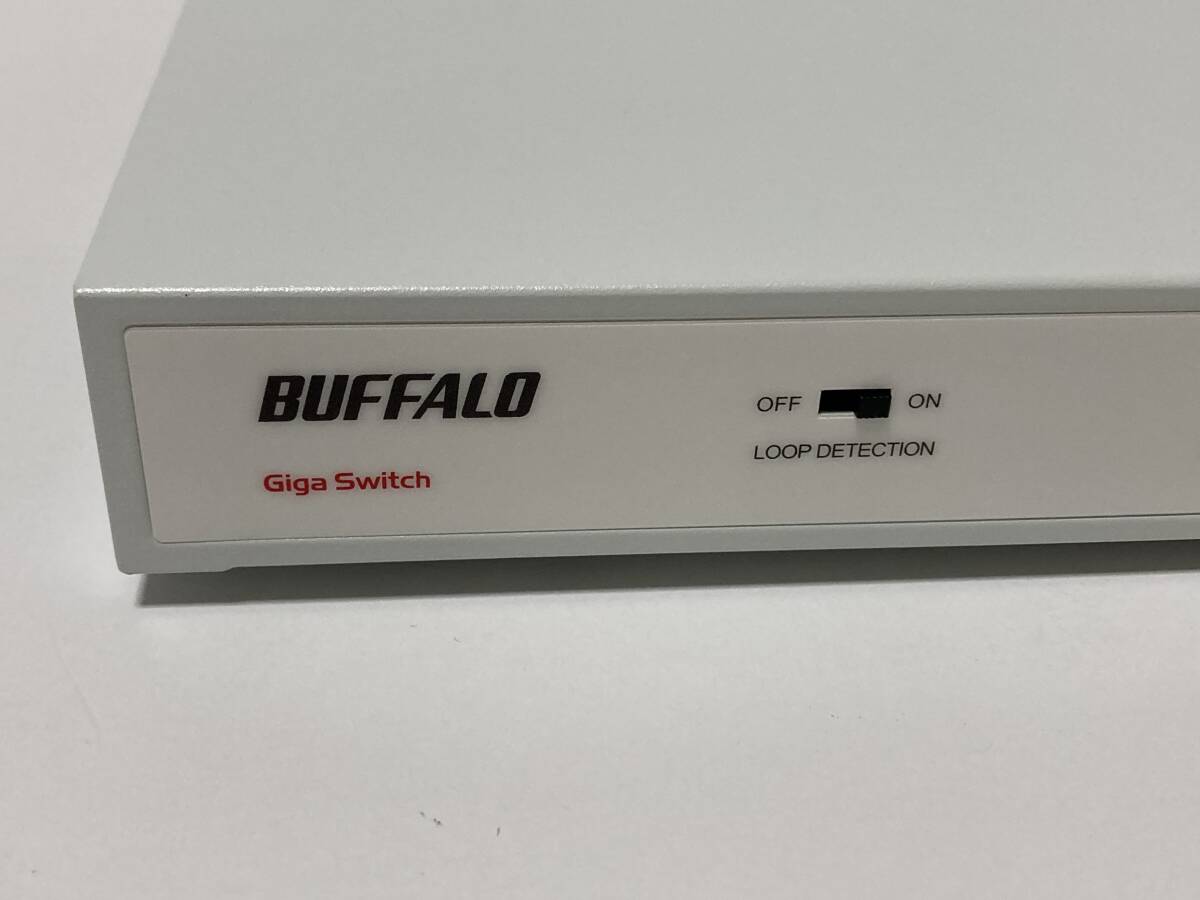 BUFFALO
Giga Switch
OFF ON
LOOP DETECTION